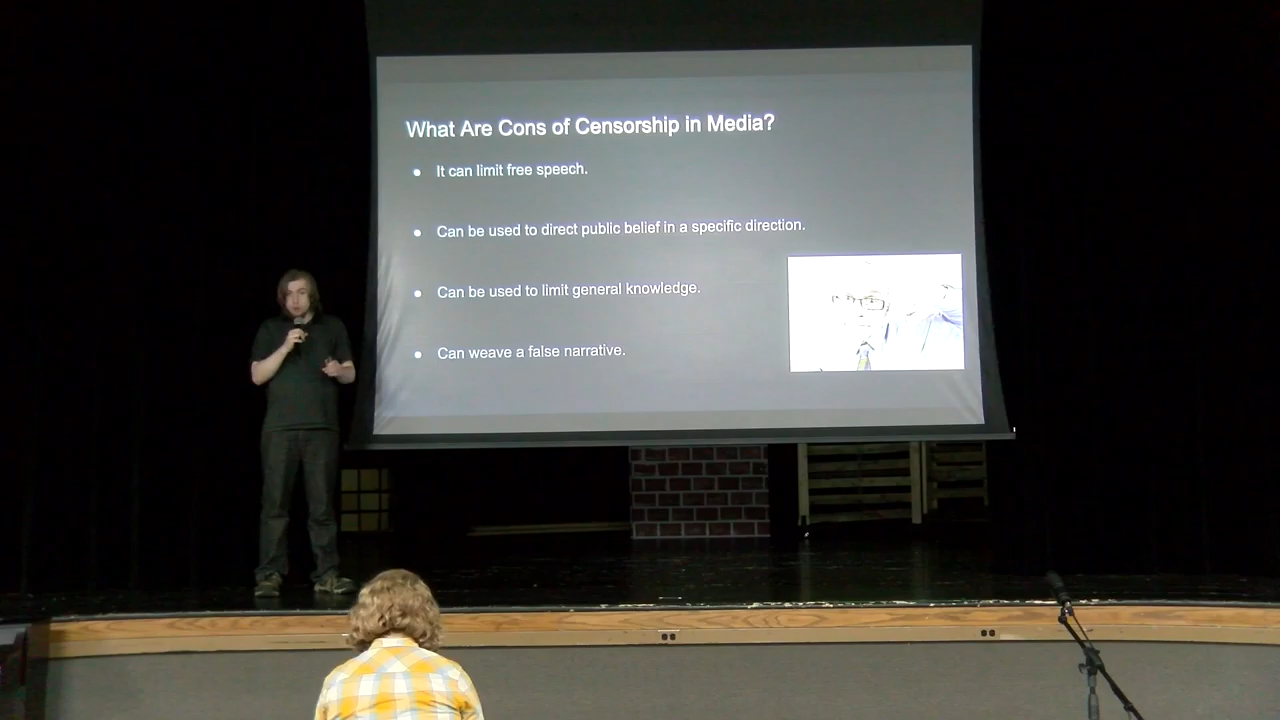 What Are Cons of Censorship in Media?
It can limit free speech.
Can be used to direct public belief in a specific direction.
Can be used to limit general knowledge.
Can weave a false narrative.